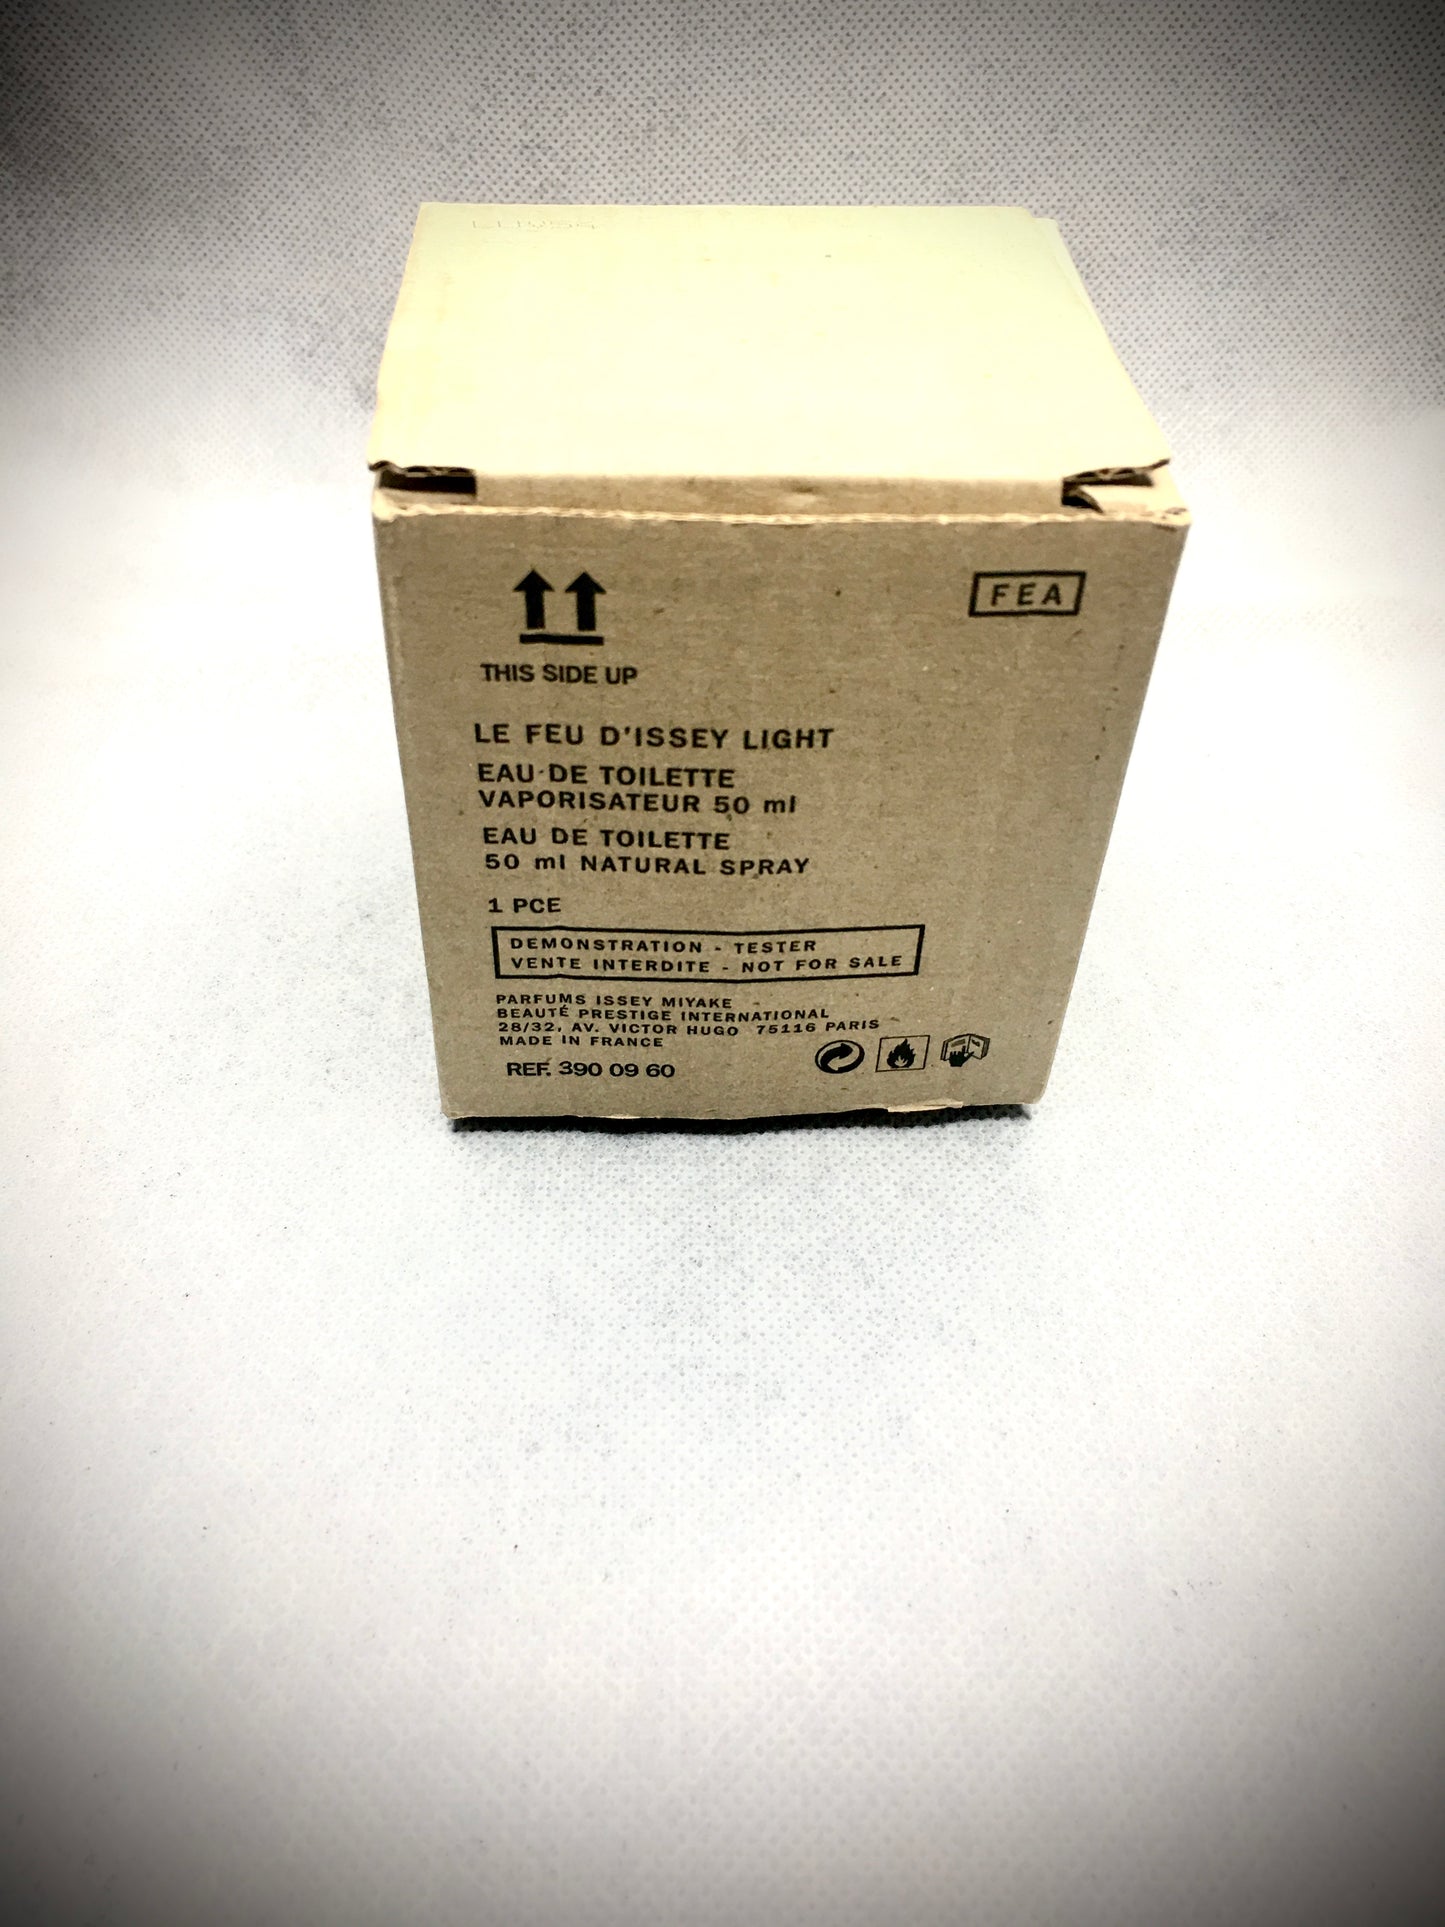 FEA
THIS SIDE UP
LE FEU D'ISSEY LIGHT
EAU DE TOILETTE
VAPORISATEUR 50 ml
EAU DE TOILETTE
50 ml NATURAL SPRAY
1 PCE
DEMONSTRATION - TESTER
VENTE INTERDITE - NOT FOR SALE
PARFUMS ISSEY MIYAKE
BEAUTÉ PRESTIGE INTERNATIONAL
28/32, AV. VICTOR HUGO 75116 PARIS
MADE IN FRANCE
REF. 390 09 60